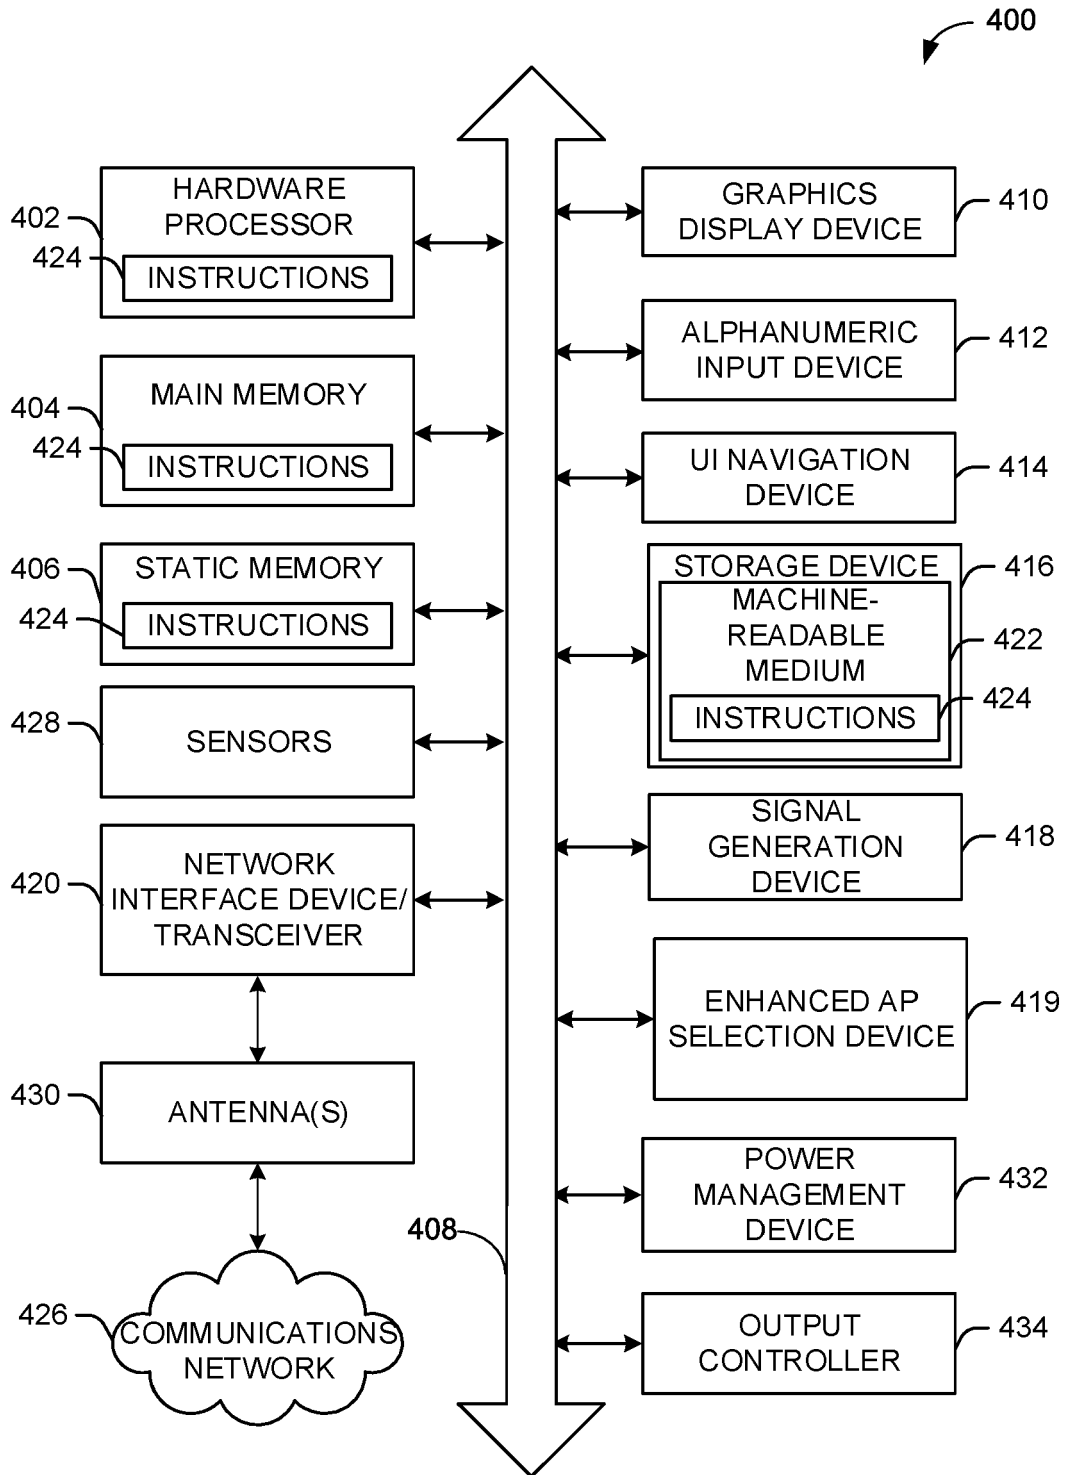 400
HARDWARE
PROCESSOR
402
424
INSTRUCTIONS
MAIN MEMORY
404
424
INSTRUCTIONS
406
STATIC MEMORY
424
INSTRUCTIONS
428
SENSORS
420
NETWORK
INTERFACE DEVICE/
TRANSCEIVER
430
ANTENNA(S)
408
426
COMMUNICATIONS
NETWORK
GRAPHICS
DISPLAY DEVICE
410
ALPHANUMERIC
INPUT DEVICE
412
UI NAVIGATION
DEVICE
414
STORAGE DEVICE
416
MACHINE-
READABLE
MEDIUM
422
INSTRUCTIONS
424
SIGNAL
GENERATION
DEVICE
418
ENHANCED AP
SELECTION DEVICE
419
POWER
MANAGEMENT
DEVICE
432
OUTPUT
CONTROLLER
434